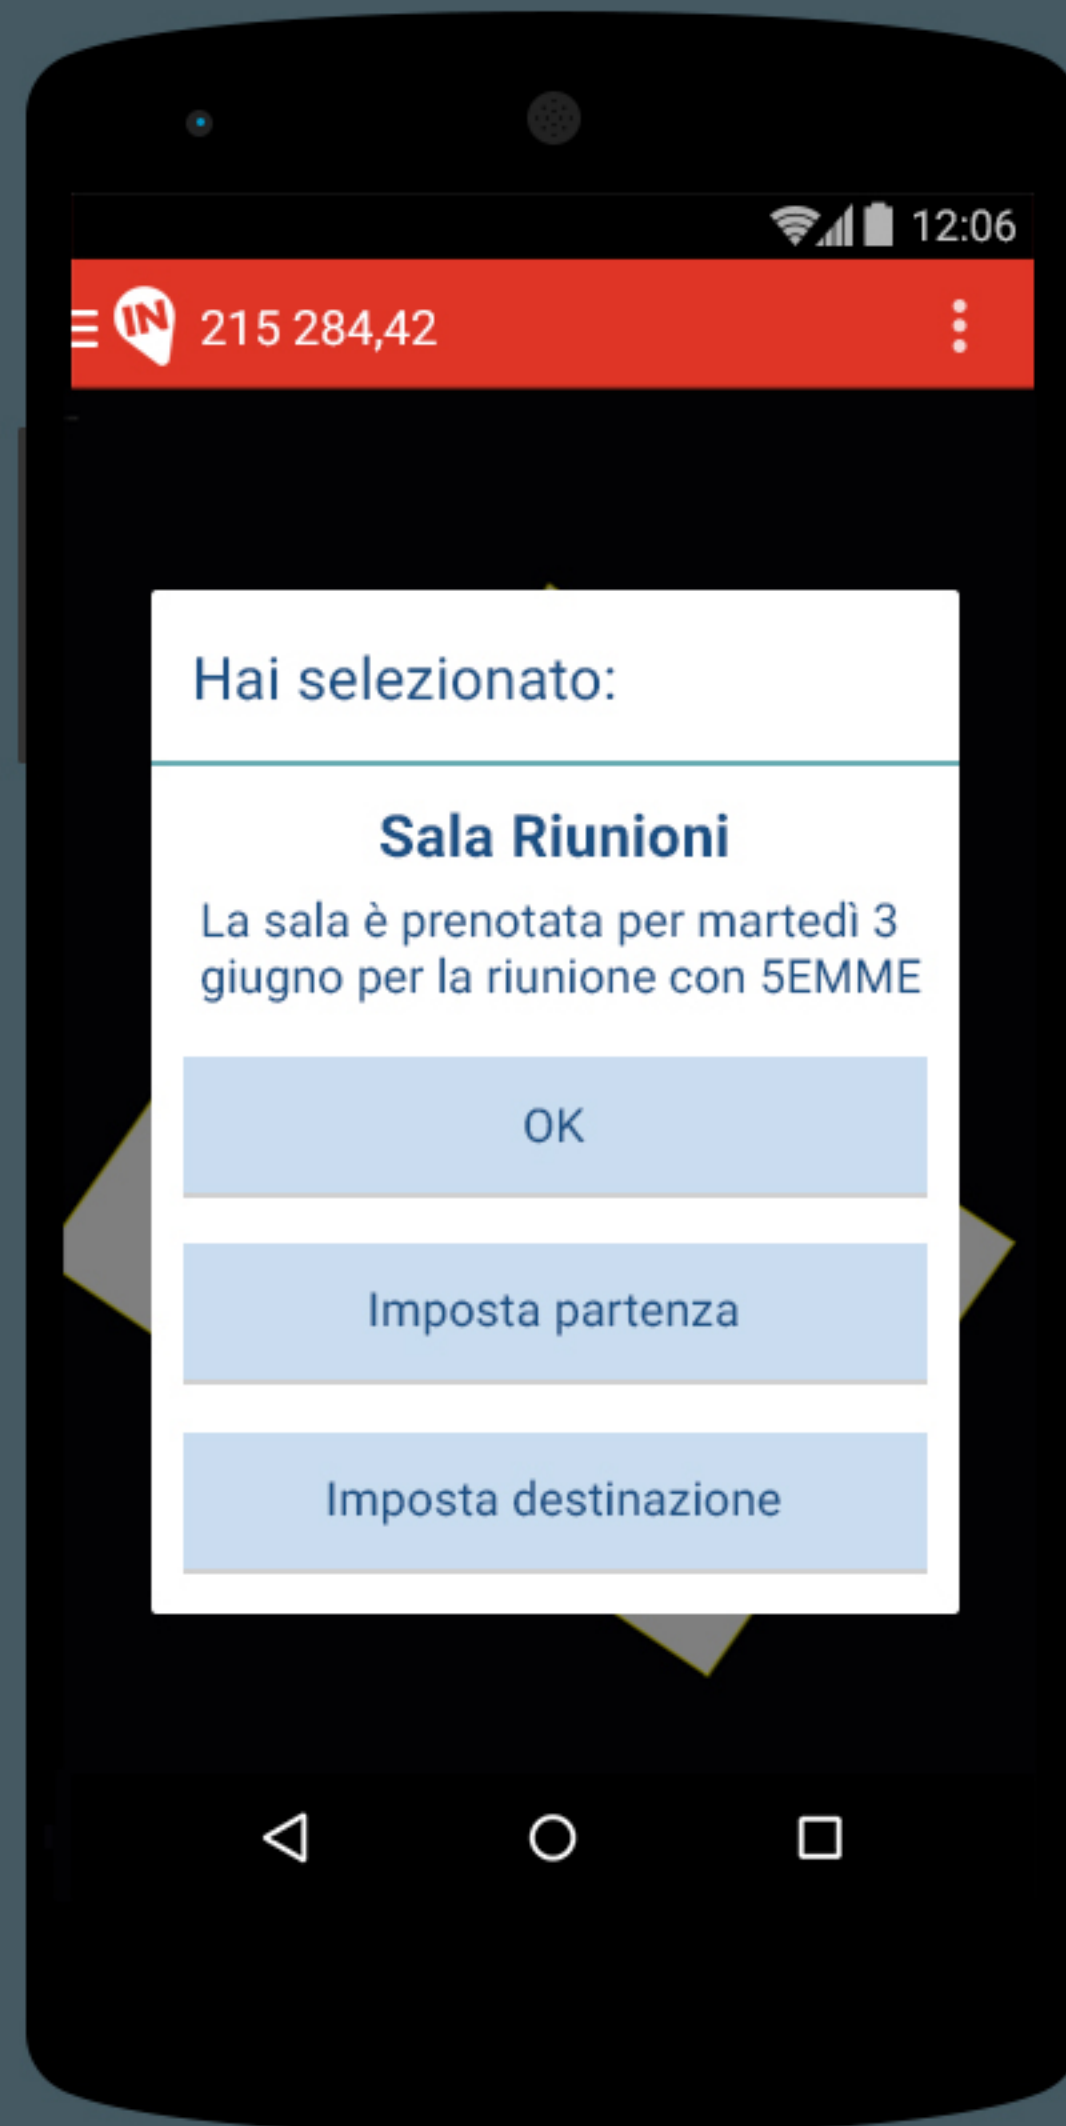 12:06
IN 215 284,42
Hai selezionato:
Sala Riunioni
La sala è prenotata per martedì 3
giugno per la riunione con 5EMME
OK
Imposta partenza
Imposta destinazione